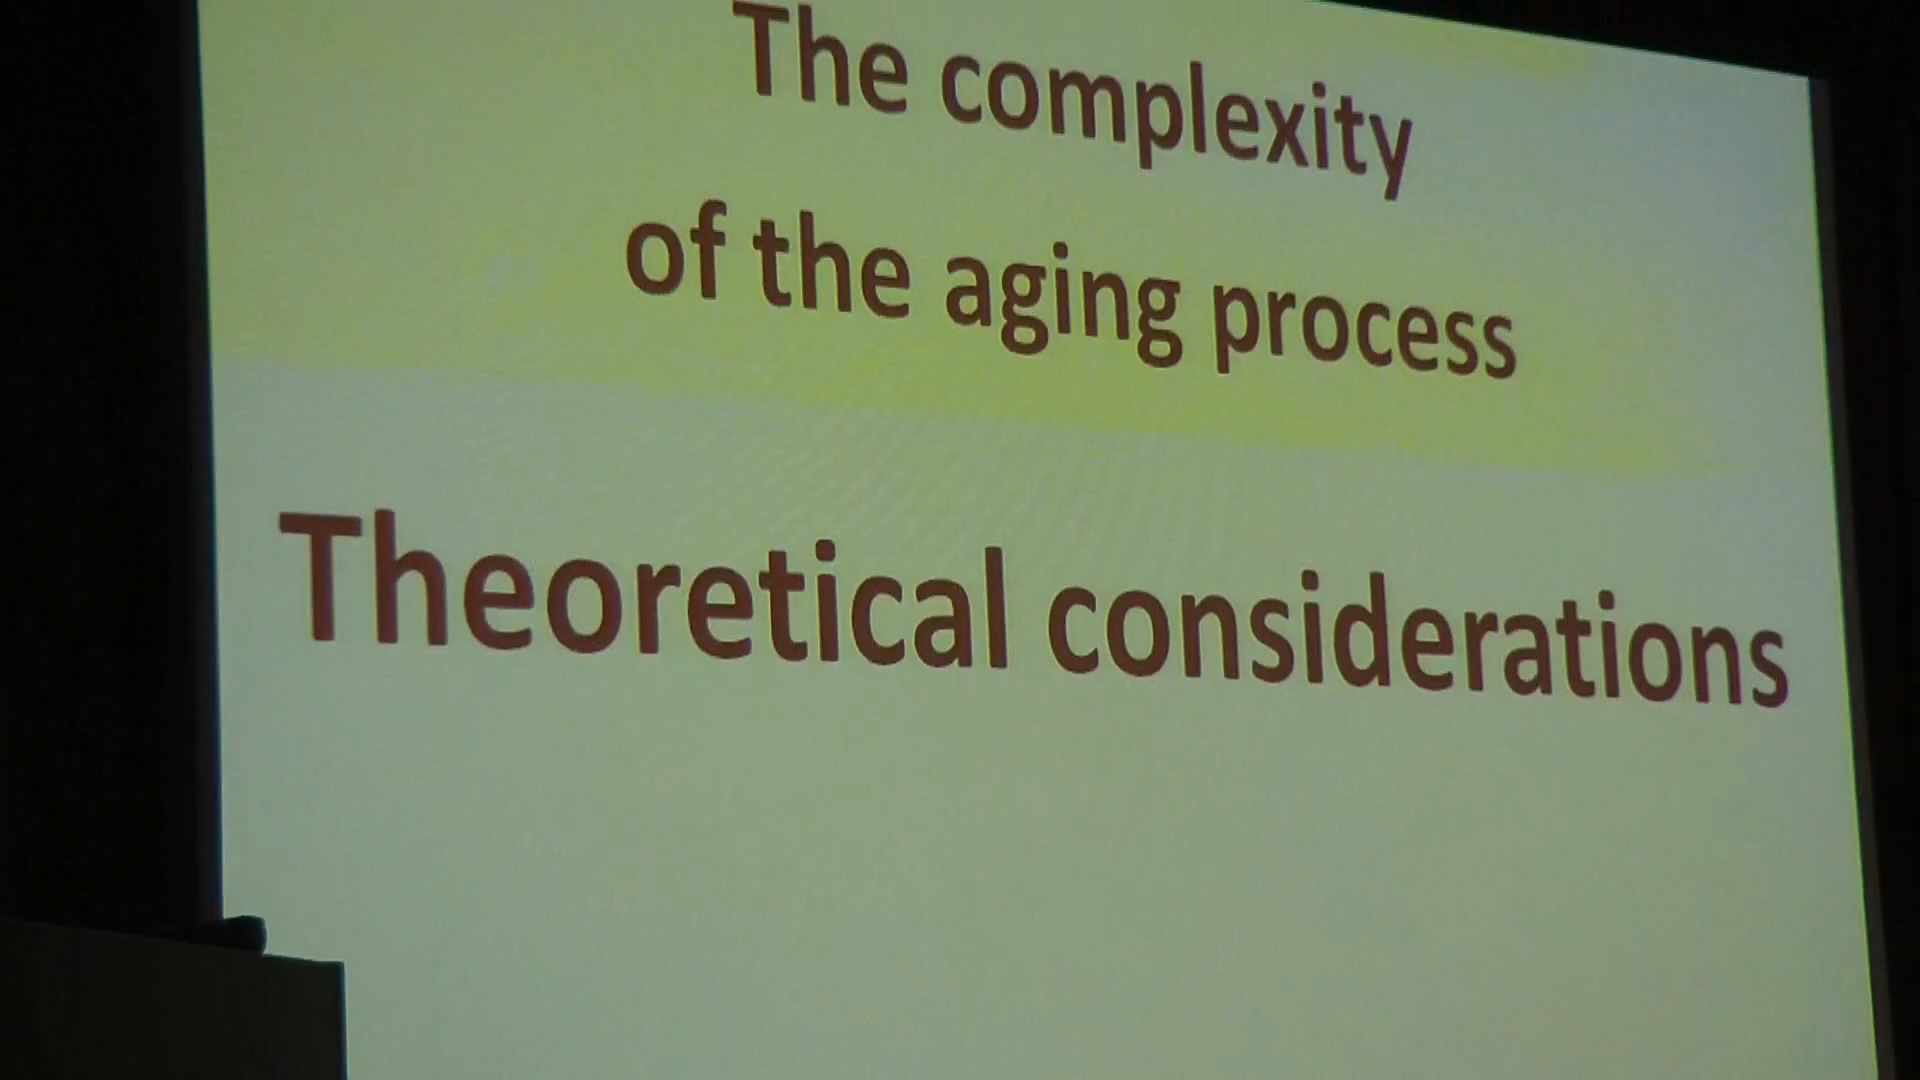 The complexity
of the aging process
Theoretical considerations